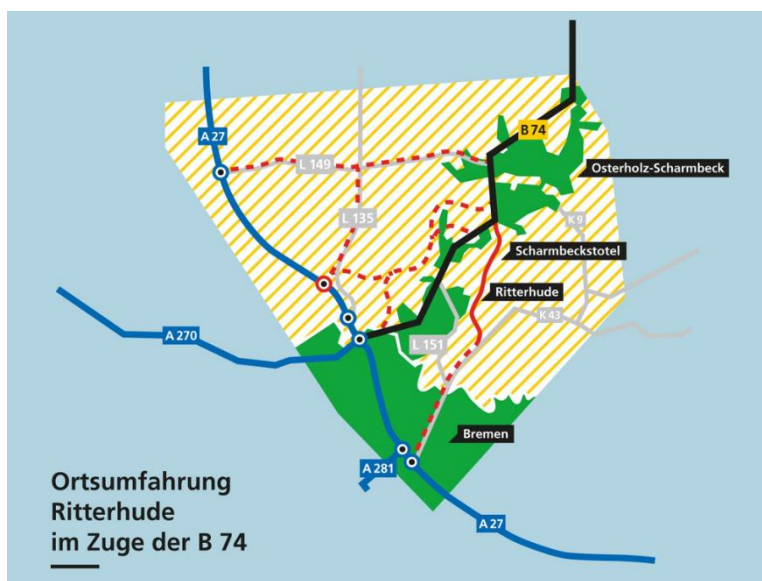 A 27
B 74
L 149
Osterholz-Scharmbeck
L 135
K 9
Scharmbeckstotel
Ritterhude
K 43
A 270
L 151
Bremen
A 281
A 27
Ortsumfahrung
Ritterhude
im Zuge der B 74